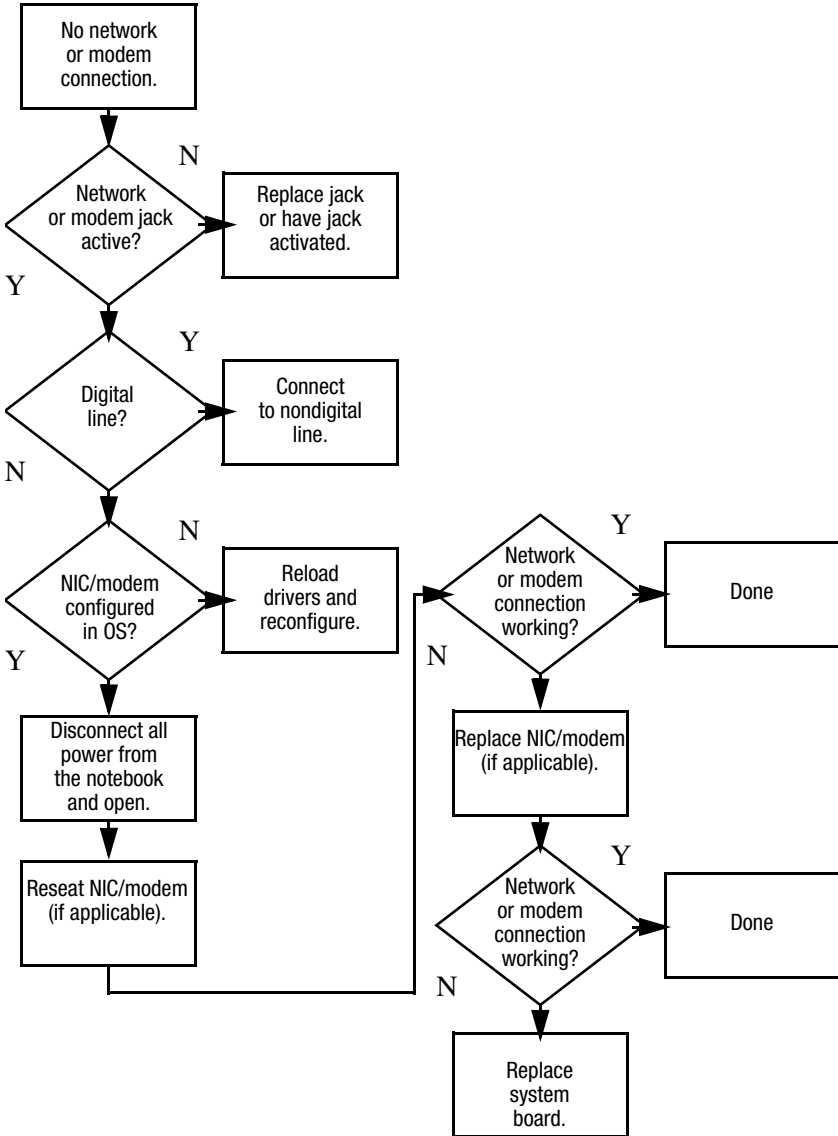 No network
or modem
connection.
N
Network
or modem jack
active?
Replace jack
or have jack
activated.
Y
Y
Digital
line?
Connect
to nondigital
line.
N
N
NIC/modem
configured
in OS?
Reload
drivers and
reconfigure.
Y
Disconnect all
power from
the notebook
and open.
Reseat NIC/modem
(if applicable).
Y
Network
or modem
connection
working?
Done
N
Replace NIC/modem
(if applicable).
Y
Network
or modem
connection
working?
Done
N
Replace
system
board.